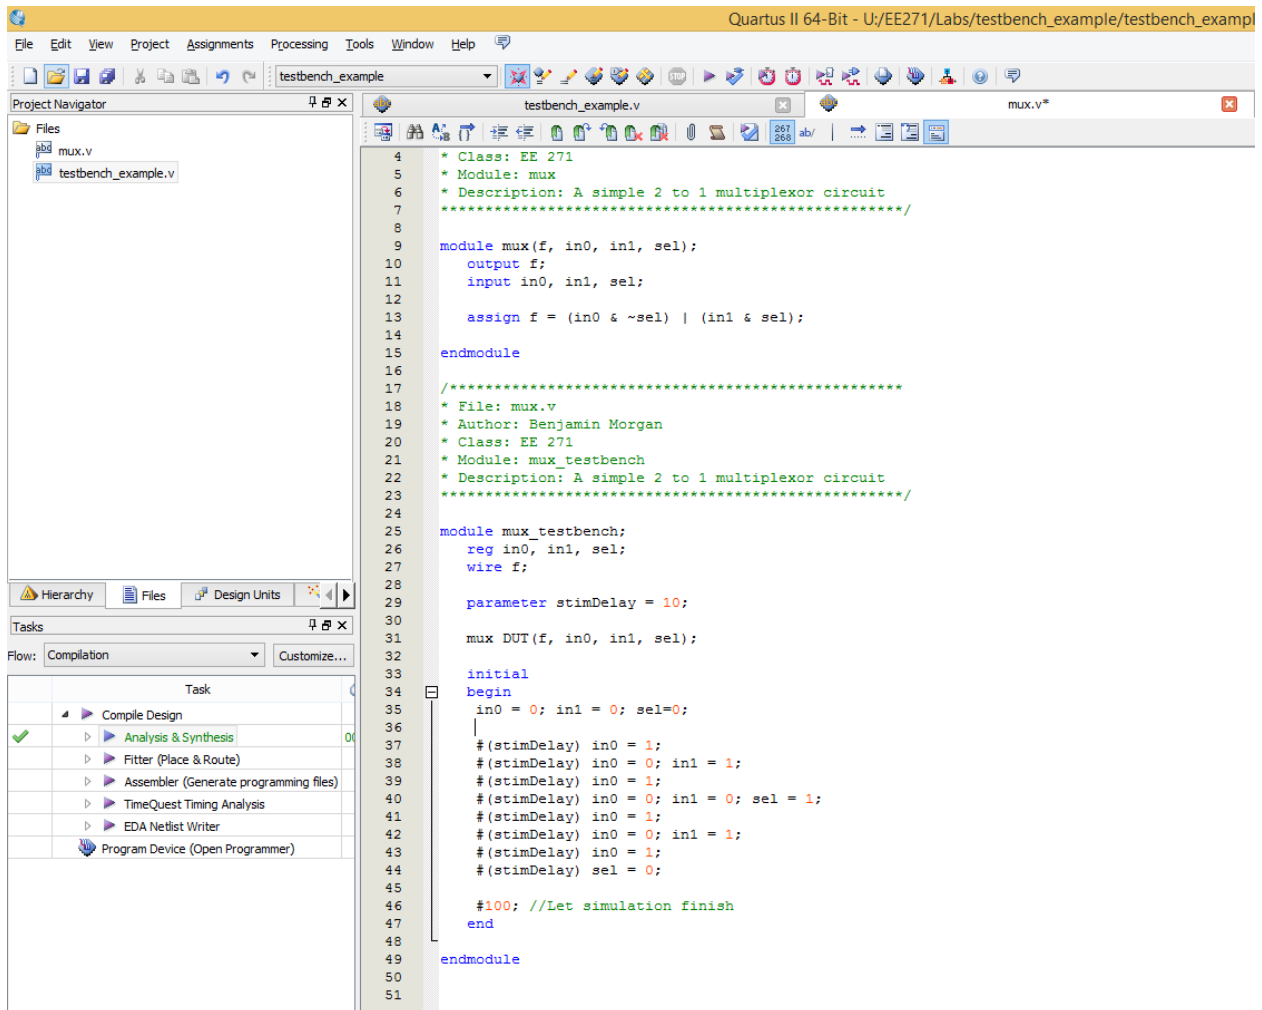 Quartus II 64-Bit - U:/EE271/Labs/testbench_example/testbench_exampl
File Edit View Project Assignments Processing Tools Window Help
testbench_example
Project Navigator
Files
mux.v
testbench_example.v
Hierarchy Files Design Units
Tasks
Flow: Compilation Customize...
Task
Compile Design
Analysis & Synthesis 00
Fitter (Place & Route)
Assembler (Generate programming files)
TimeQuest Timing Analysis
EDA Netlist Writer
Program Device (Open Programmer)
testbench_example.v mux.v*
267 268 ab/
4 * Class: EE 271
5 * Module: mux
6 * Description: A simple 2 to 1 multiplexor circuit
7 ****************************************************/
8
9 module mux(f, in0, in1, sel);
10 output f;
11 input in0, in1, sel;
12
13 assign f = (in0 & ~sel) | (in1 & sel);
14
15 endmodule
16
17 /***************************************************
18 * File: mux.v
19 * Author: Benjamin Morgan
20 * Class: EE 271
21 * Module: mux_testbench
22 * Description: A simple 2 to 1 multiplexor circuit
23 ****************************************************/
24
25 module mux_testbench;
26 reg in0, in1, sel;
27 wire f;
28
29 parameter stimDelay = 10;
30
31 mux DUT(f, in0, in1, sel);
32
33 initial
34 begin
35 in0 = 0; in1 = 0; sel=0;
36
37 #(stimDelay) in0 = 1;
38 #(stimDelay) in0 = 0; in1 = 1;
39 #(stimDelay) in0 = 1;
40 #(stimDelay) in0 = 0; in1 = 0; sel = 1;
41 #(stimDelay) in0 = 1;
42 #(stimDelay) in0 = 0; in1 = 1;
43 #(stimDelay) in0 = 1;
44 #(stimDelay) sel = 0;
45
46 #100; //Let simulation finish
47 end
48
49 endmodule
50
51